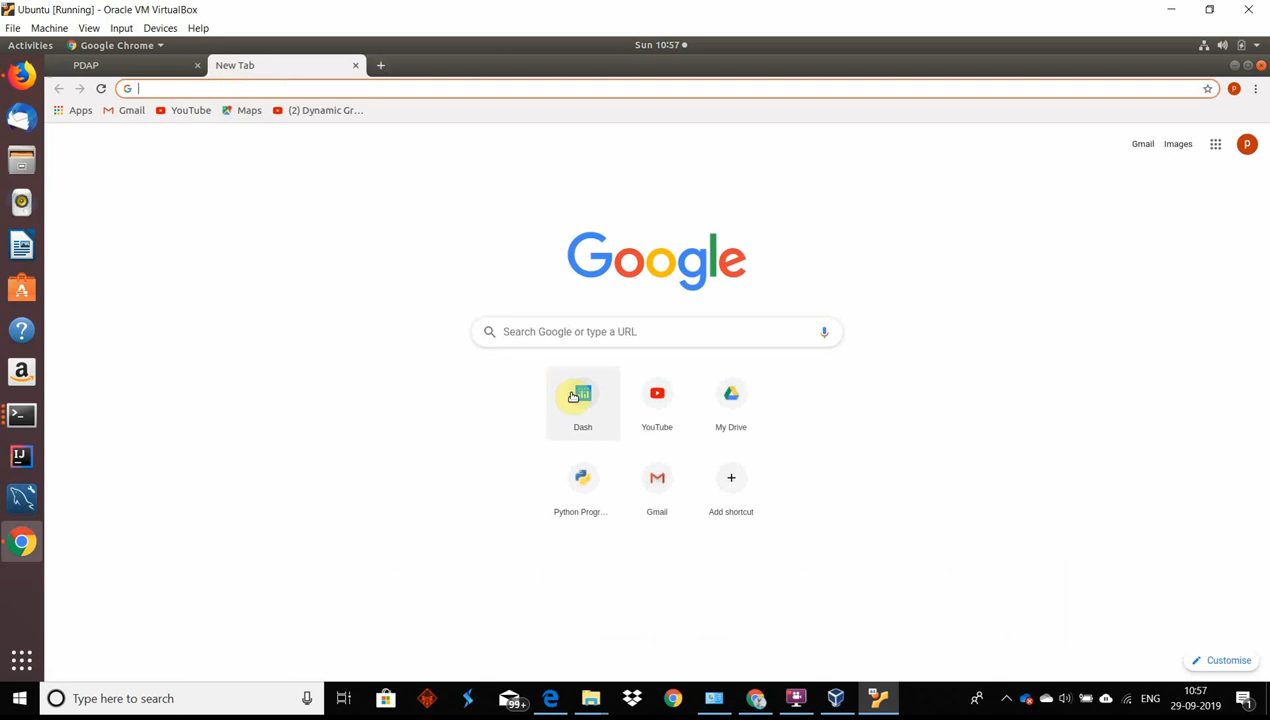 Ubuntu [Running] - Oracle VM VirtualBox
File Machine View Input Devices Help
Activities Google Chrome Sun 10:57
PDAP New Tab
Apps Gmail YouTube Maps (2) Dynamic Gr…
Gmail Images p
Google
Search Google or type a URL
Dash YouTube My Drive
Python Progr… Gmail Add shortcut
Customise
Type here to search 99+ ENG 10:57
29-09-2019